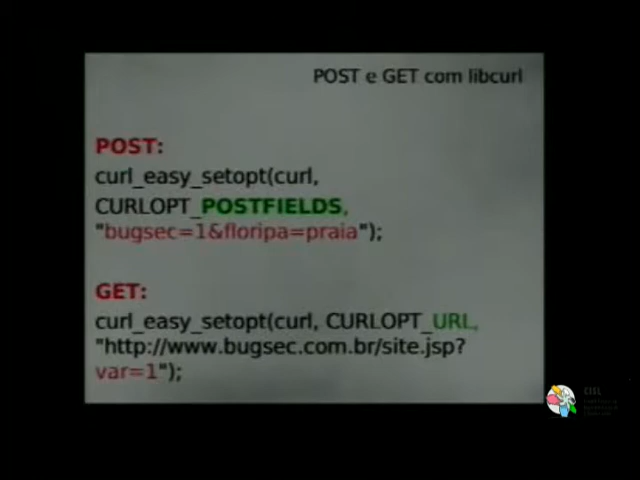 POST e GET com libcurl
POST:
curl_easy_setopt(curl,
CURLOPT_POSTFIELDS,
"bugsec=1&floripa=praia");
GET:
curl_easy_setopt(curl, CURLOPT_URL,
"http://www.bugsec.com.br/site.jsp?
var=1");